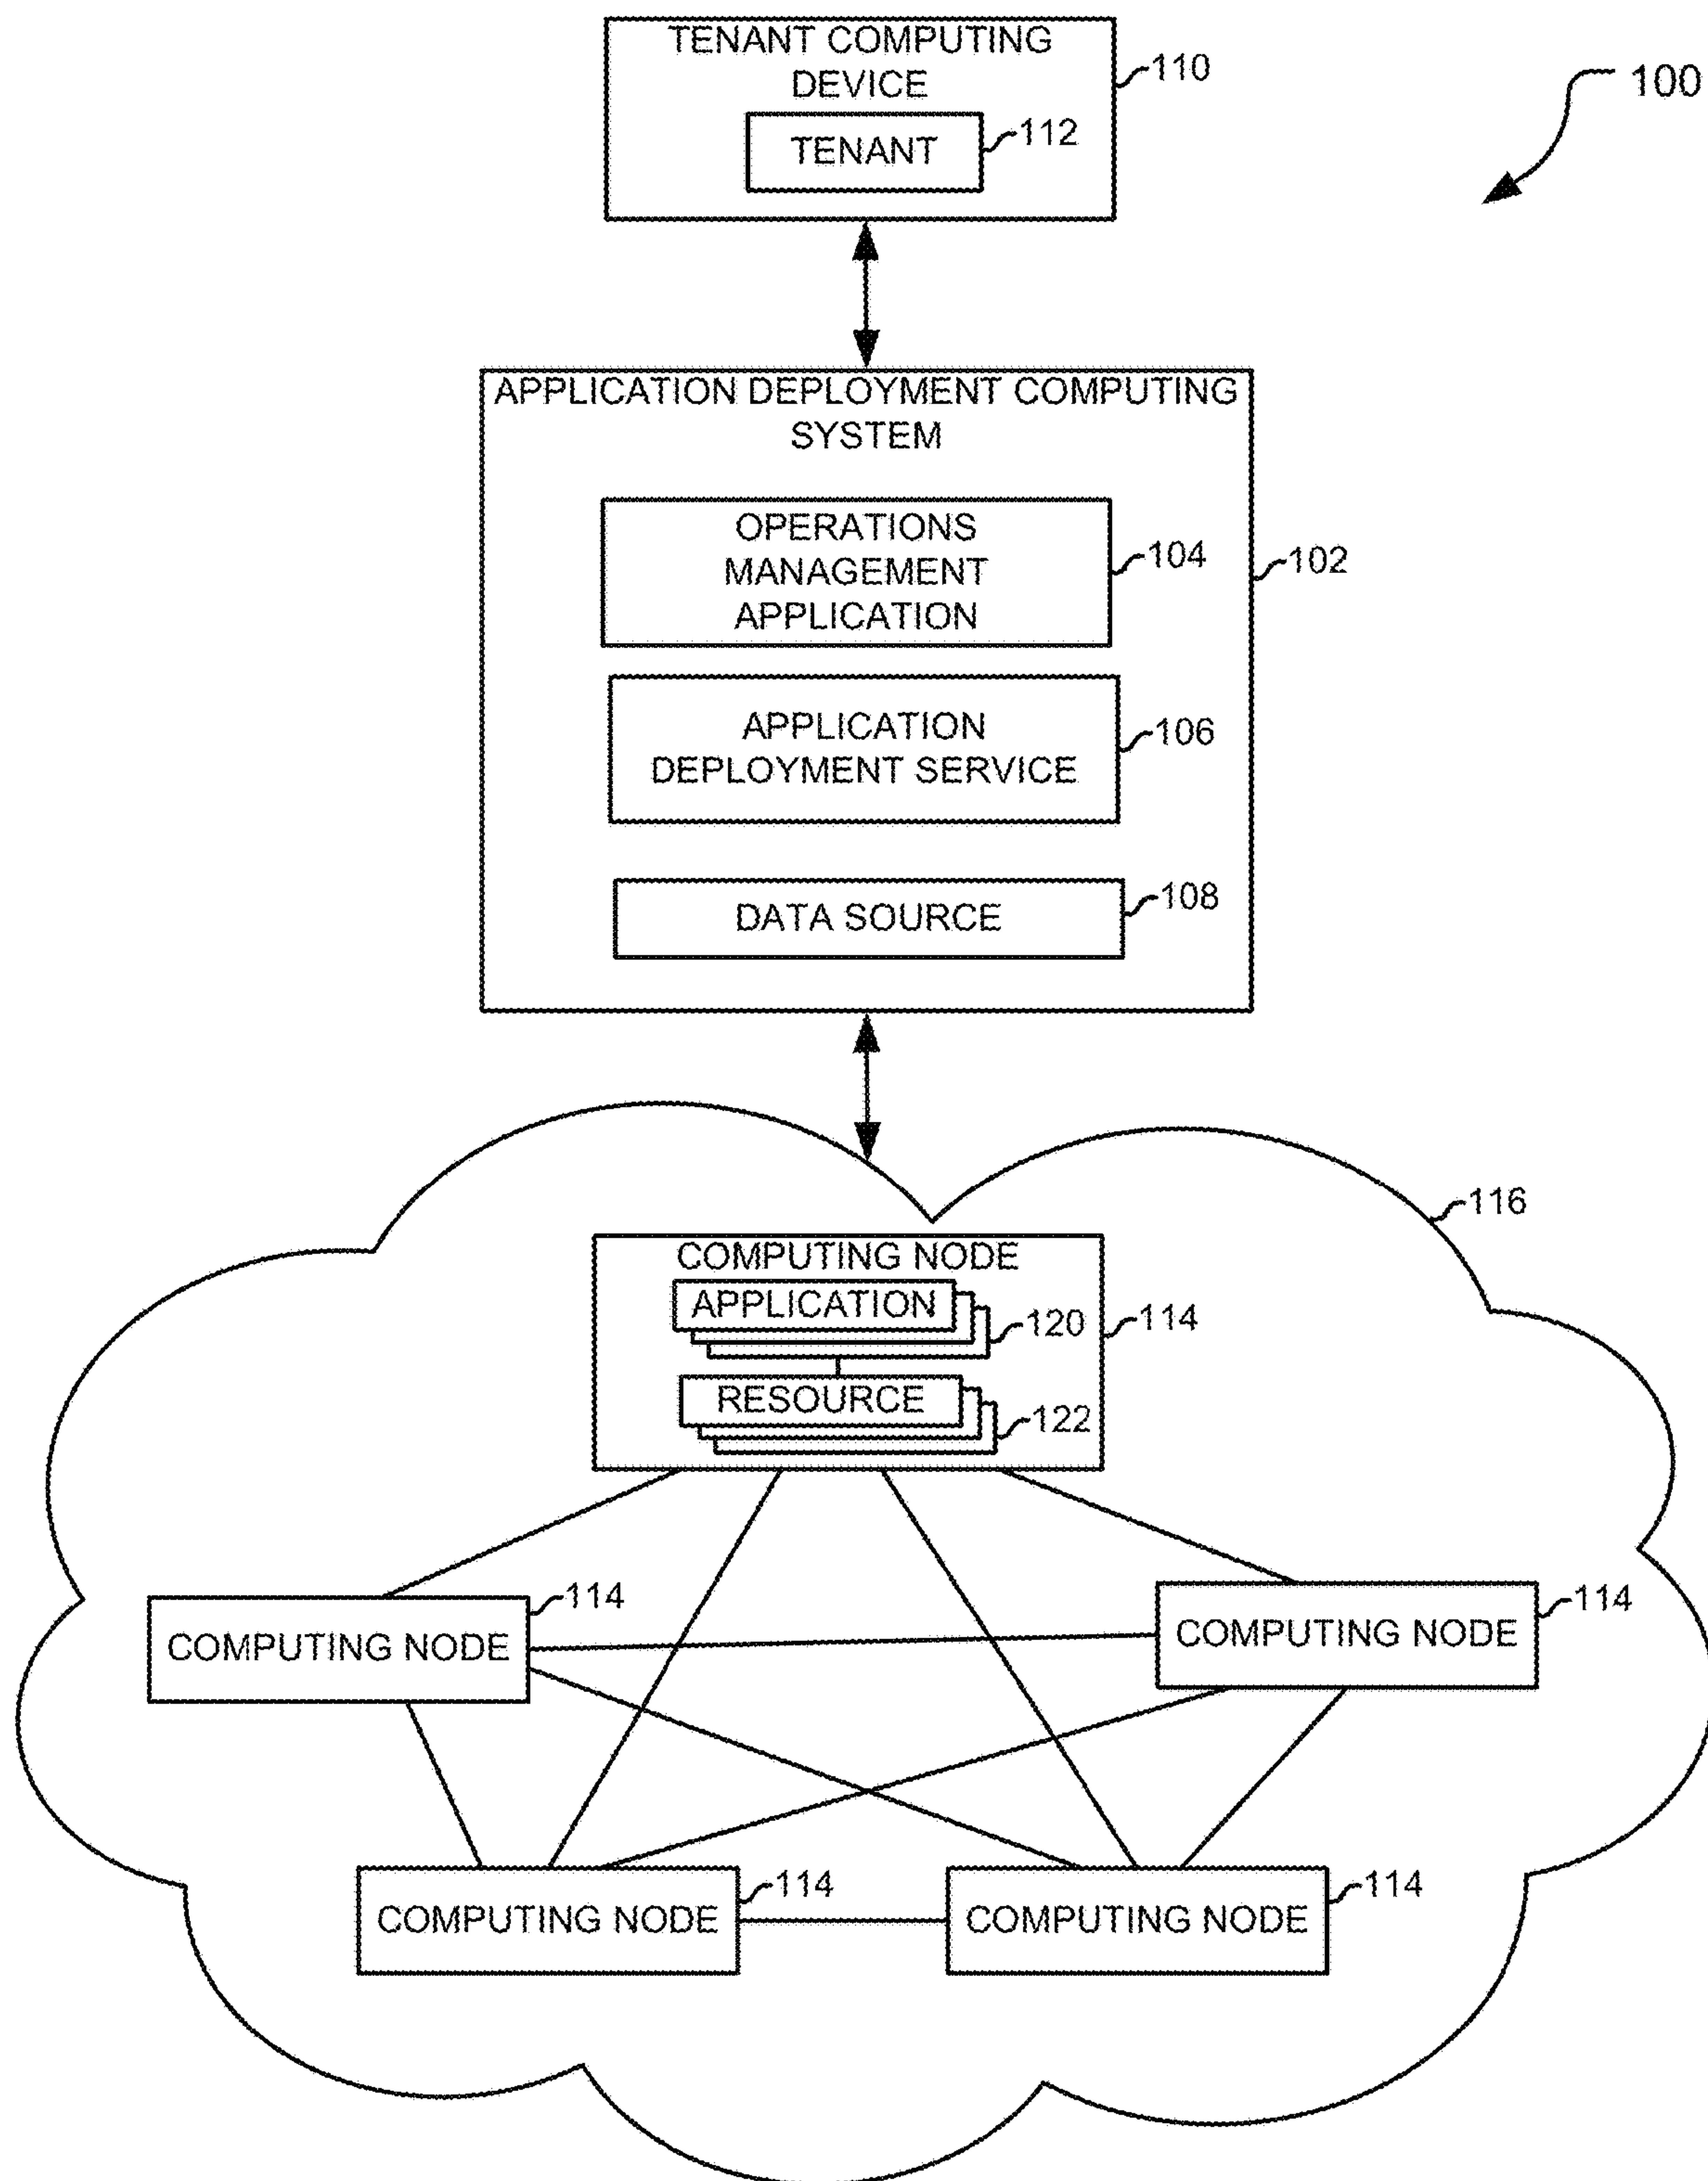 TENANT COMPUTING
DEVICE
110
100
TENANT
112
APPLICATION DEPLOYMENT COMPUTING
SYSTEM
OPERATIONS
MANAGEMENT
APPLICATION
104
102
APPLICATION
DEPLOYMENT SERVICE
106
DATA SOURCE
108
116
COMPUTING NODE
APPLICATION
120
114
RESOURCE
122
114
COMPUTING NODE
114
COMPUTING NODE
COMPUTING NODE
114
COMPUTING NODE
114